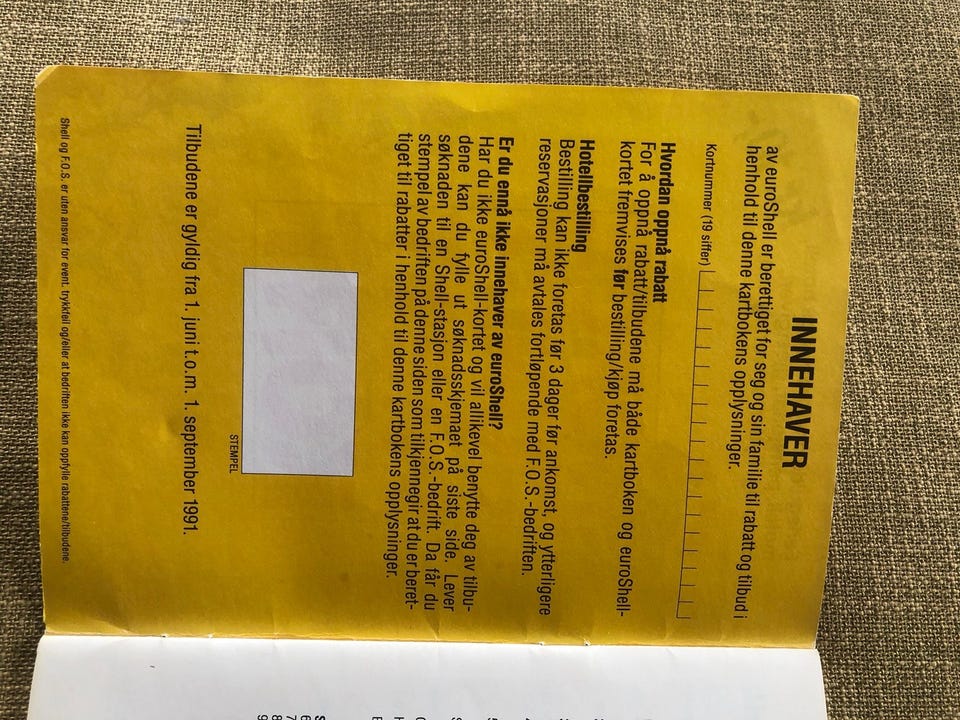 INNEHAVER
av euroShell er berettiget for seg og sin familie til rabatt og tilbud i
henhold til denne kartbokens opplysninger.
Kortnummer (19 siffer)
Hvordan oppnå rabatt
For å oppnå rabatt/tilbudene må både kartboken og euroShell-
kortet fremvises før bestilling/kjøp foretas.
Hotellbestilling
Bestilling kan ikke foretas før 3 dager før ankomst, og ytterligere
reservasjoner må avtales fortløpende med F.O.S.-bedriften.
Er du ennå ikke innehaver av euroShell?
Har du ikke euroShell-kortet og vil allikevel benytte deg av tilbu-
dene kan du fylle ut søknadsskjemaet på siste side. Lever
søknaden til en Shell-stasjon eller en F.O.S.-bedrift. Da får du
stempel av bedriften på denne siden som tilkjennegir at du er beret-
tiget til rabatter i henhold til denne kartbokens opplysninger.
STEMPEL
Tilbudene er gyldig fra 1. juni t.o.m. 1. september 1991.
Shell og F.O.S. er uten ansvar for event. trykkfeil og/eller at bedriften ikke kan oppfylle rabattene/tilbudene.